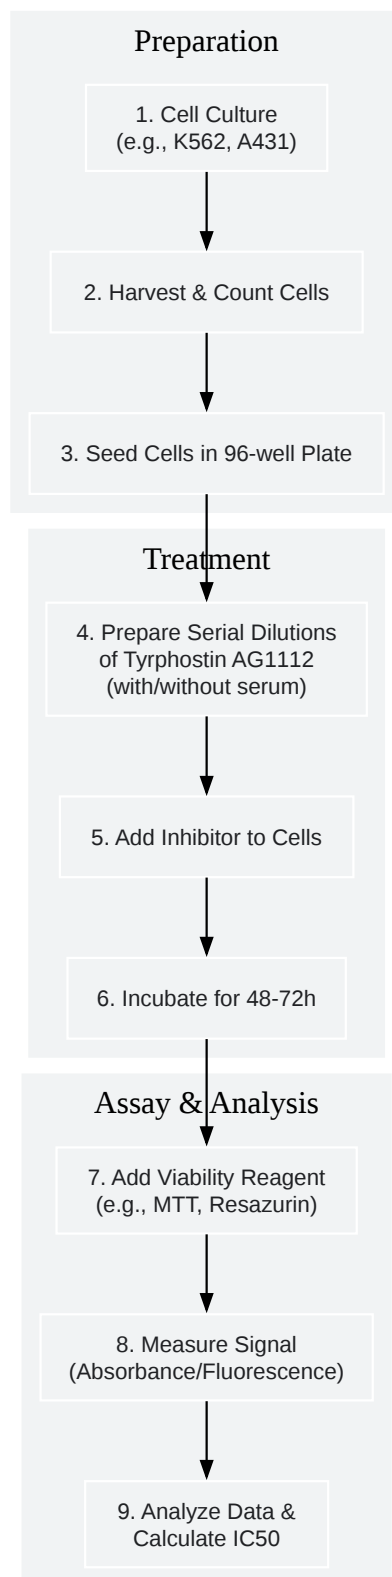 Preparation
1. Cell Culture
(e.g., K562, A431)
2. Harvest & Count Cells
3. Seed Cells in 96-well Plate
Treatment
4. Prepare Serial Dilutions
of Tyrphostin AG1112
(with/without serum)
5. Add Inhibitor to Cells
6. Incubate for 48-72h
Assay & Analysis
7. Add Viability Reagent
(e.g., MTT, Resazurin)
8. Measure Signal
(Absorbance/Fluorescence)
9. Analyze Data &
Calculate IC50